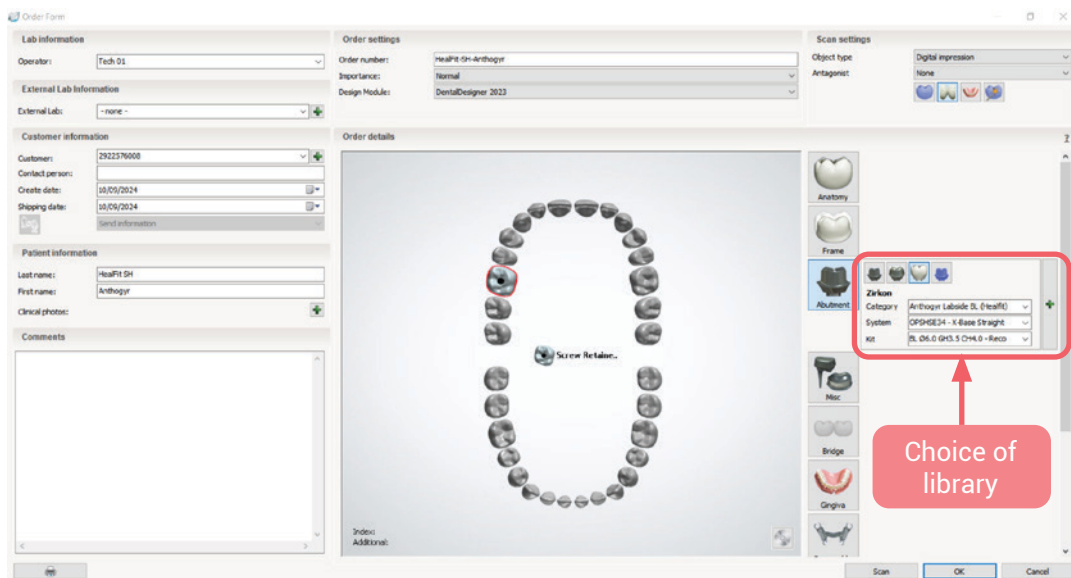 Order Form
Lab information
Operator: Tech 01
External Lab Information
External Lab: - none -
Customer information
Customer: 2922576008
Contact person:
Create date: 10/09/2024
Shipping date: 10/09/2024
Send information
Patient information
Last name: HealFit SH
First name: Anthogyr
Clinical photos:
Comments
Order settings
Order number: HealFit-SH-Anthogyr
Importance: Normal
Design Module: DentalDesigner 2023
Order details
Screw Retaine..
Index:
Additional:
Scan settings
Object type Digital impression
Antagonist None
?
Anatomy
Frame
Abutment
Zirkon
Category Anthogyr Labside BL (Healfit)
System OPSHSE34 - X-Base Straight
Kit BL Ø6.0 GH3.5 CH4.0 - Reco
Misc
Bridge
Gingiva
Choice of
library
Scan OK Cancel